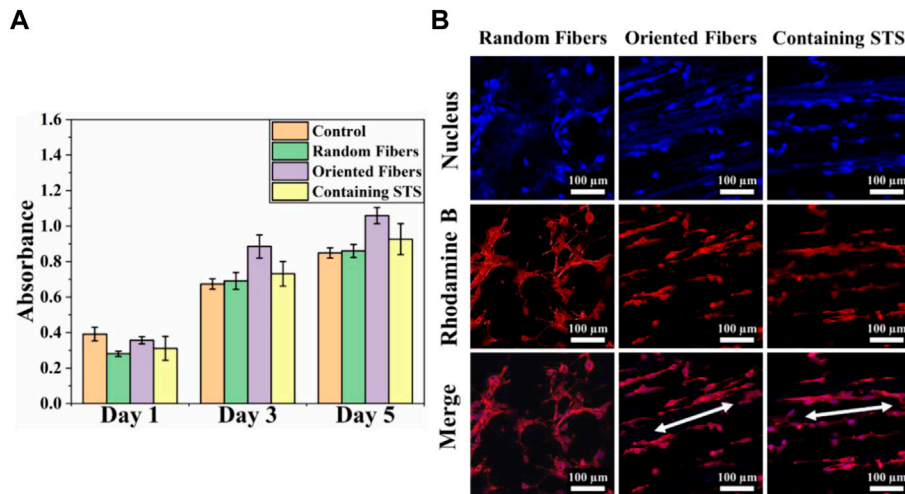 A
B
Random Fibers Oriented Fibers Containing STS
Absorbance
1.6
1.4
1.2
1.0
0.8
0.6
0.4
0.2
0.0
Control
Random Fibers
Oriented Fibers
Containing STS
Day 1 Day 3 Day 5
Nucleus
100 µm 100 µm 100 µm
Rhodamine B
100 µm 100 µm 100 µm
Merge
100 µm 100 µm 100 µm